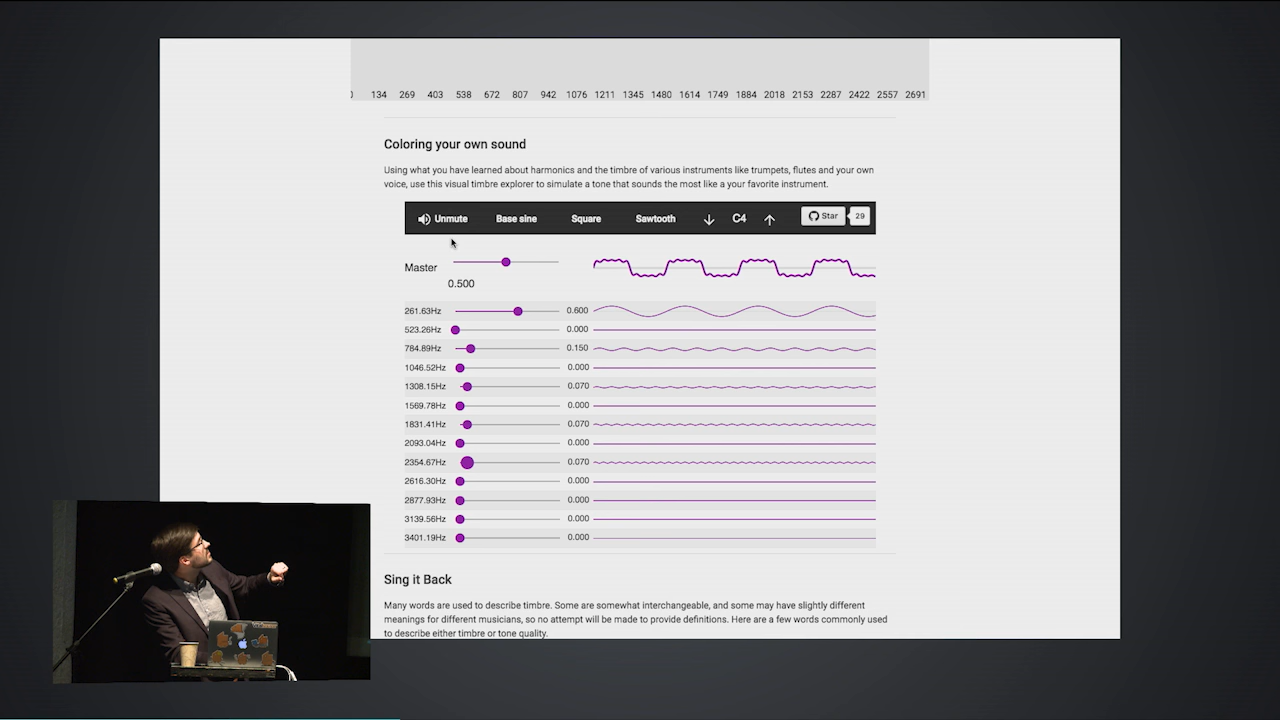 134 269 403 538 672 807 942 1076 1211 1345 1480 1614 1749 1884 2018 2153 2287 2422 2557 2691
Coloring your own sound
Using what you have learned about harmonics and the timbre of various instruments like trumpets, flutes and your own
voice, use this visual timbre explorer to simulate a tone that sounds the most like a your favorite instrument.
Unmute Base sine Square Sawtooth ↓ C4 ↑ Star 29
Master
0.500
261.63Hz 0.600
523.26Hz 0.000
784.89Hz 0.150
1046.52Hz 0.000
1308.15Hz 0.070
1569.78Hz 0.000
1831.41Hz 0.070
2093.04Hz 0.000
2354.67Hz 0.070
2616.30Hz 0.000
2877.93Hz 0.000
3139.56Hz 0.000
3401.19Hz 0.000
Sing it Back
Many words are used to describe timbre. Some are somewhat interchangeable, and some may have slightly different
meanings for different musicians, so no attempt will be made to provide definitions. Here are a few words commonly used
to describe either timbre or tone quality.